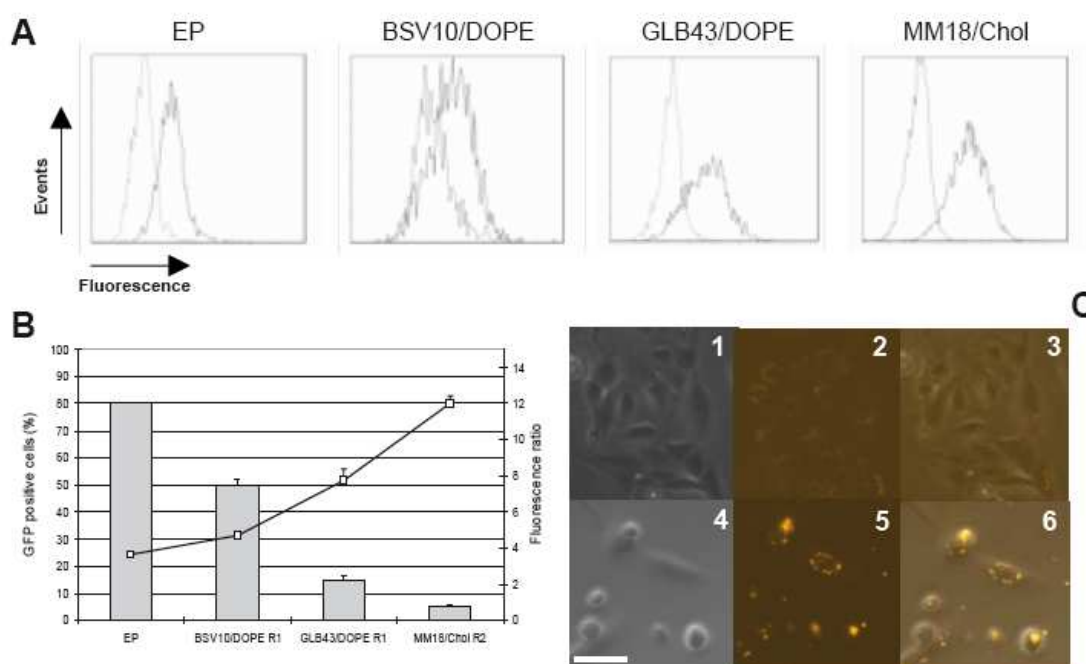 A
EP
BSV10/DOPE
GLB43/DOPE
MM18/Chol
Events
Fluorescence
B
GFP positive cells (%)
100
90
80
70
60
50
40
30
20
10
0
EP
BSV10/DOPE R1
GLB43/DOPE R1
MM18/Chol R2
14
12
10
8
6
4
2
0
Fluorescence ratio
C
1
2
3
4
5
6